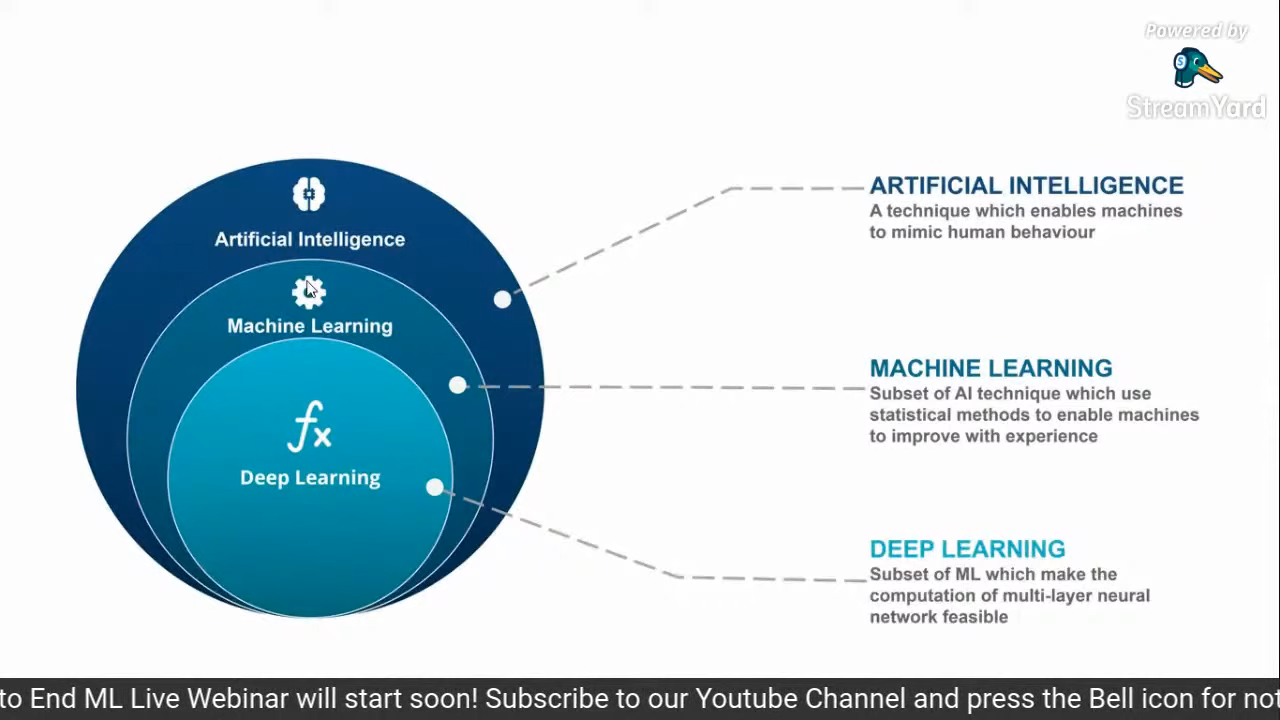 Powered by
StreamYard
Artificial Intelligence
Machine Learning
fx
Deep Learning
ARTIFICIAL INTELLIGENCE
A technique which enables machines
to mimic human behaviour
MACHINE LEARNING
Subset of AI technique which use
statistical methods to enable machines
to improve with experience
DEEP LEARNING
Subset of ML which make the
computation of multi-layer neural
network feasible
to End ML Live Webinar will start soon! Subscribe to our Youtube Channel and press the Bell icon for not